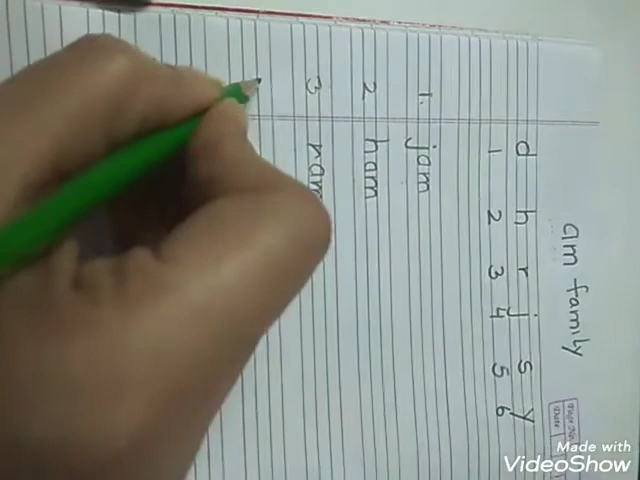 am family
d h r j s y
1 2 3 4 5 6
1. jam
2 ham
3 ram
Made with
VideoShow